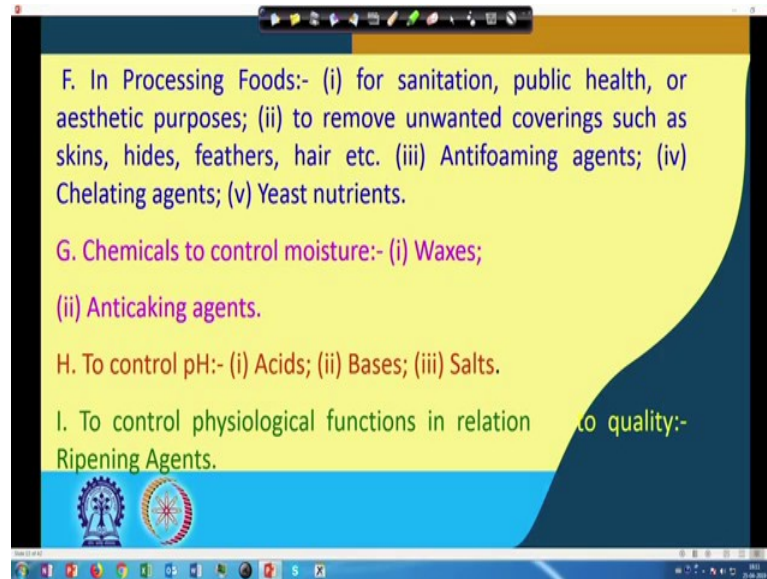 F. In Processing Foods:- (i) for sanitation, public health, or
aesthetic purposes; (ii) to remove unwanted coverings such as
skins, hides, feathers, hair etc. (iii) Antifoaming agents; (iv)
Chelating agents; (v) Yeast nutrients.
G. Chemicals to control moisture:- (i) Waxes;
(ii) Anticaking agents.
H. To control pH:- (i) Acids; (ii) Bases; (iii) Salts.
I. To control physiological functions in relation to quality:-
Ripening Agents.